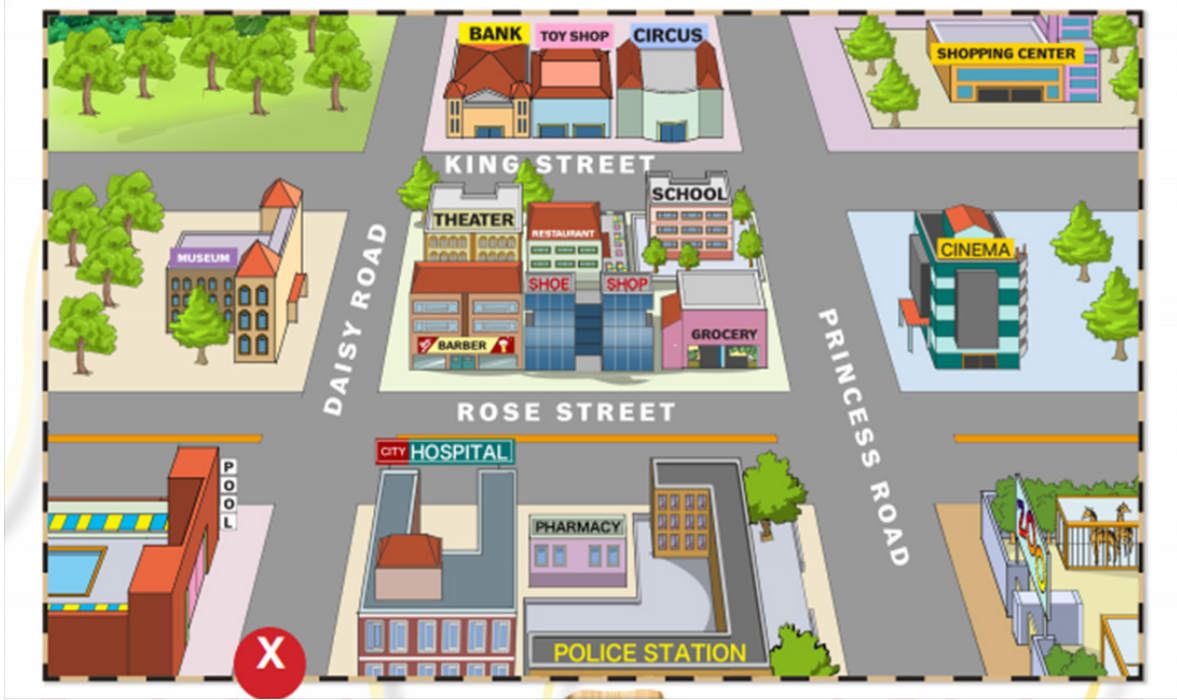 BANK
TOY SHOP
CIRCUS
SHOPPING CENTER
KING STREET
THEATER
RESTAURANT
SCHOOL
MUSEUM
CINEMA
SHOE SHOP
BARBER
GROCERY
DAISY ROAD
PRINCESS ROAD
ROSE STREET
CITY HOSPITAL
POOL
PHARMACY
ZOO
POLICE STATION
X